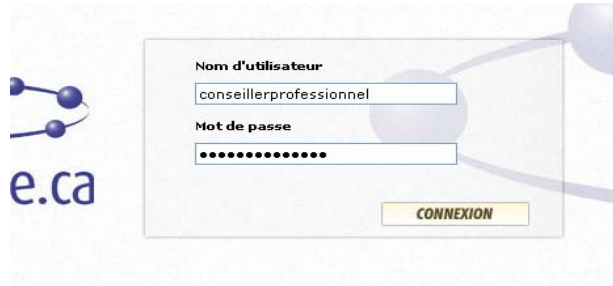 Nom d'utilisateur
conseillerprofessionnel
Mot de passe
••••••••••••••
e.ca
CONNEXION